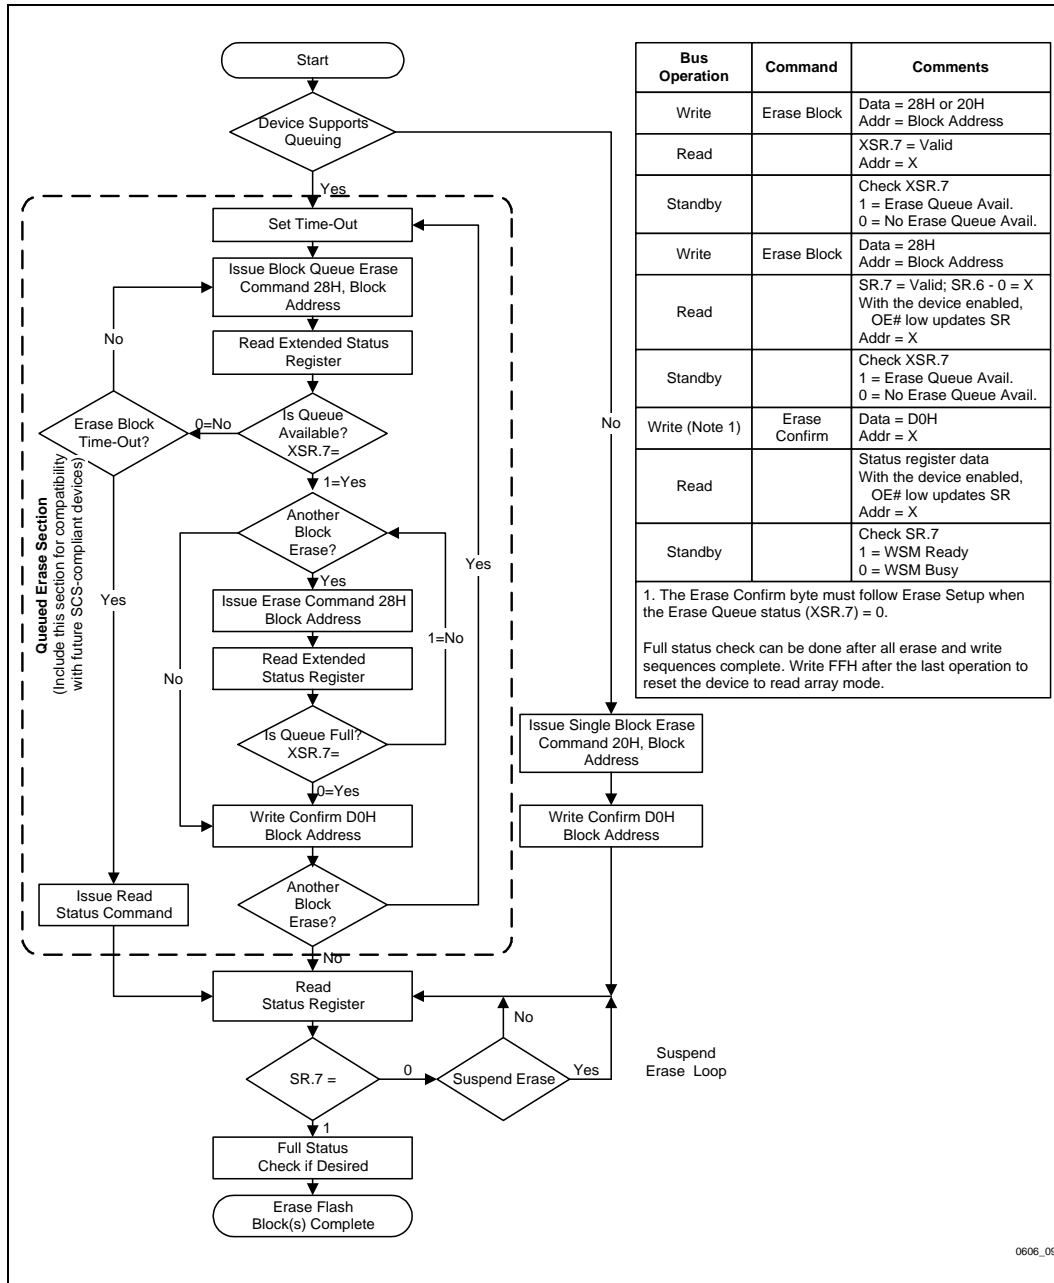 Start
Device Supports
Queuing
Yes
No
Set Time-Out
Issue Block Queue Erase
Command 28H, Block
Address
Read Extended Status
Register
Is Queue
Available?
XSR.7=
0=No
Erase Block
Time-Out?
No
Yes
1=Yes
Another
Block
Erase?
Yes
No
Issue Erase Command 28H
Block Address
Read Extended
Status Register
Is Queue Full?
XSR.7=
1=No
0=Yes
Write Confirm D0H
Block Address
Another
Block
Erase?
Yes
No
Queued Erase Section
(Include this section for compatibility
with future SCS-compliant devices)
Issue Read
Status Command
Issue Single Block Erase
Command 20H, Block
Address
Write Confirm D0H
Block Address
Read
Status Register
SR.7 =
0
Suspend Erase
No
Yes
Suspend
Erase Loop
1
Full Status
Check if Desired
Erase Flash
Block(s) Complete
Bus
Operation
Command
Comments
Write
Erase Block
Data = 28H or 20H
Addr = Block Address
Read
XSR.7 = Valid
Addr = X
Standby
Check XSR.7
1 = Erase Queue Avail.
0 = No Erase Queue Avail.
Write
Erase Block
Data = 28H
Addr = Block Address
Read
SR.7 = Valid; SR.6 - 0 = X
With the device enabled,
OE# low updates SR
Addr = X
Standby
Check XSR.7
1 = Erase Queue Avail.
0 = No Erase Queue Avail.
Write (Note 1)
Erase
Confirm
Data = D0H
Addr = X
Read
Status register data
With the device enabled,
OE# low updates SR
Addr = X
Standby
Check SR.7
1 = WSM Ready
0 = WSM Busy
1. The Erase Confirm byte must follow Erase Setup when
the Erase Queue status (XSR.7) = 0.
Full status check can be done after all erase and write
sequences complete. Write FFH after the last operation to
reset the device to read array mode.
0606_09